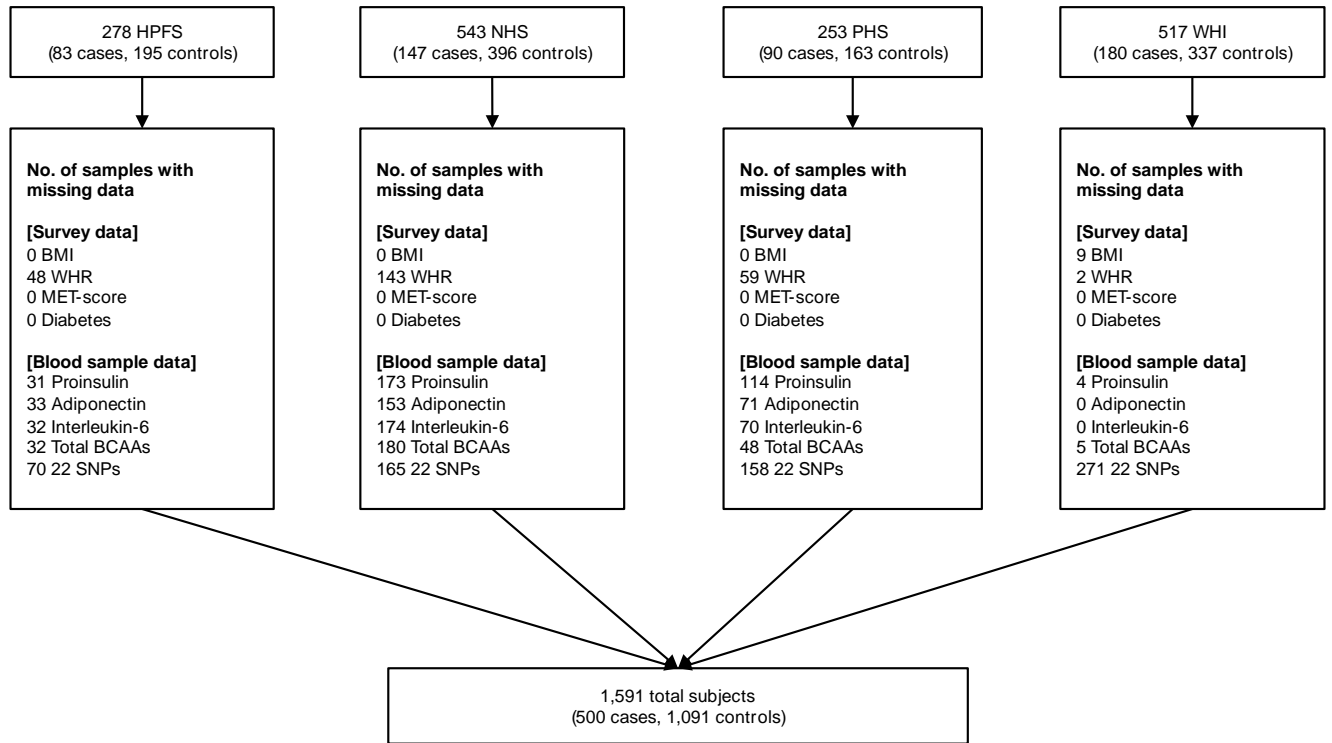 278 HPFS
(83 cases, 195 controls)
543 NHS
(147 cases, 396 controls)
253 PHS
(90 cases, 163 controls)
517 WHI
(180 cases, 337 controls)
No. of samples with
missing data
[Survey data]
0 BMI
48 WHR
0 MET-score
0 Diabetes
[Blood sample data]
31 Proinsulin
33 Adiponectin
32 Interleukin-6
32 Total BCAAs
70 22 SNPs
No. of samples with
missing data
[Survey data]
0 BMI
143 WHR
0 MET-score
0 Diabetes
[Blood sample data]
173 Proinsulin
153 Adiponectin
174 Interleukin-6
180 Total BCAAs
165 22 SNPs
No. of samples with
missing data
[Survey data]
0 BMI
59 WHR
0 MET-score
0 Diabetes
[Blood sample data]
114 Proinsulin
71 Adiponectin
70 Interleukin-6
48 Total BCAAs
158 22 SNPs
No. of samples with
missing data
[Survey data]
9 BMI
2 WHR
0 MET-score
0 Diabetes
[Blood sample data]
4 Proinsulin
0 Adiponectin
0 Interleukin-6
5 Total BCAAs
271 22 SNPs
1,591 total subjects
(500 cases, 1,091 controls)